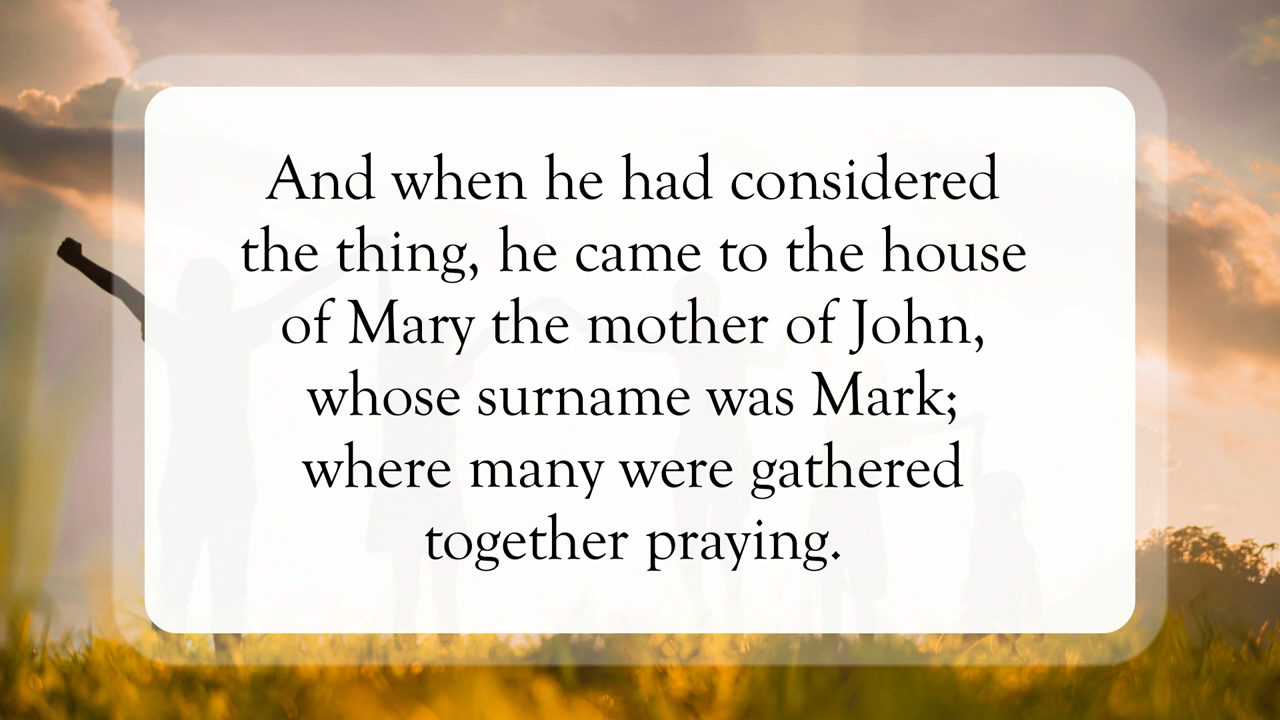 And when he had considered
the thing, he came to the house
of Mary the mother of John,
whose surname was Mark;
where many were gathered
together praying.